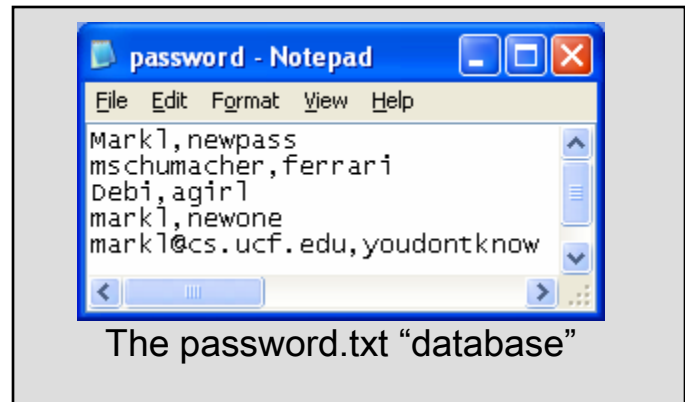 password - Notepad
File Edit Format View Help
Markl,newpass
mschumacher,ferrari
Debi,agirl
markl,newone
markl@cs.ucf.edu,youdontknow
The password.txt “database”